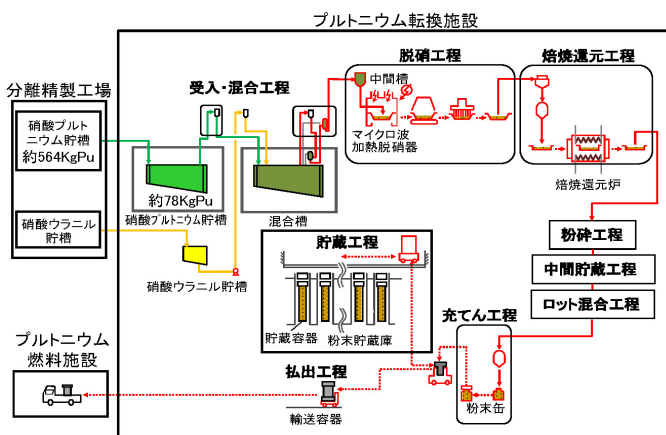 プルトニウム転換施設
分離精製工場
硝酸プルト
ニウム貯槽
約564KgPu
硝酸ウラニル
貯槽
受入・混合工程
約78KgPu
硝酸プルトニウム貯槽
混合槽
硝酸ウラニル貯槽
脱硝工程
中間槽
マイクロ波
加熱脱硝器
焙焼還元工程
焙焼還元炉
粉砕工程
中間貯蔵工程
ロット混合工程
貯蔵工程
貯蔵容器
粉末貯蔵庫
充てん工程
粉末缶
払出工程
輸送容器
プルトニウム
燃料施設